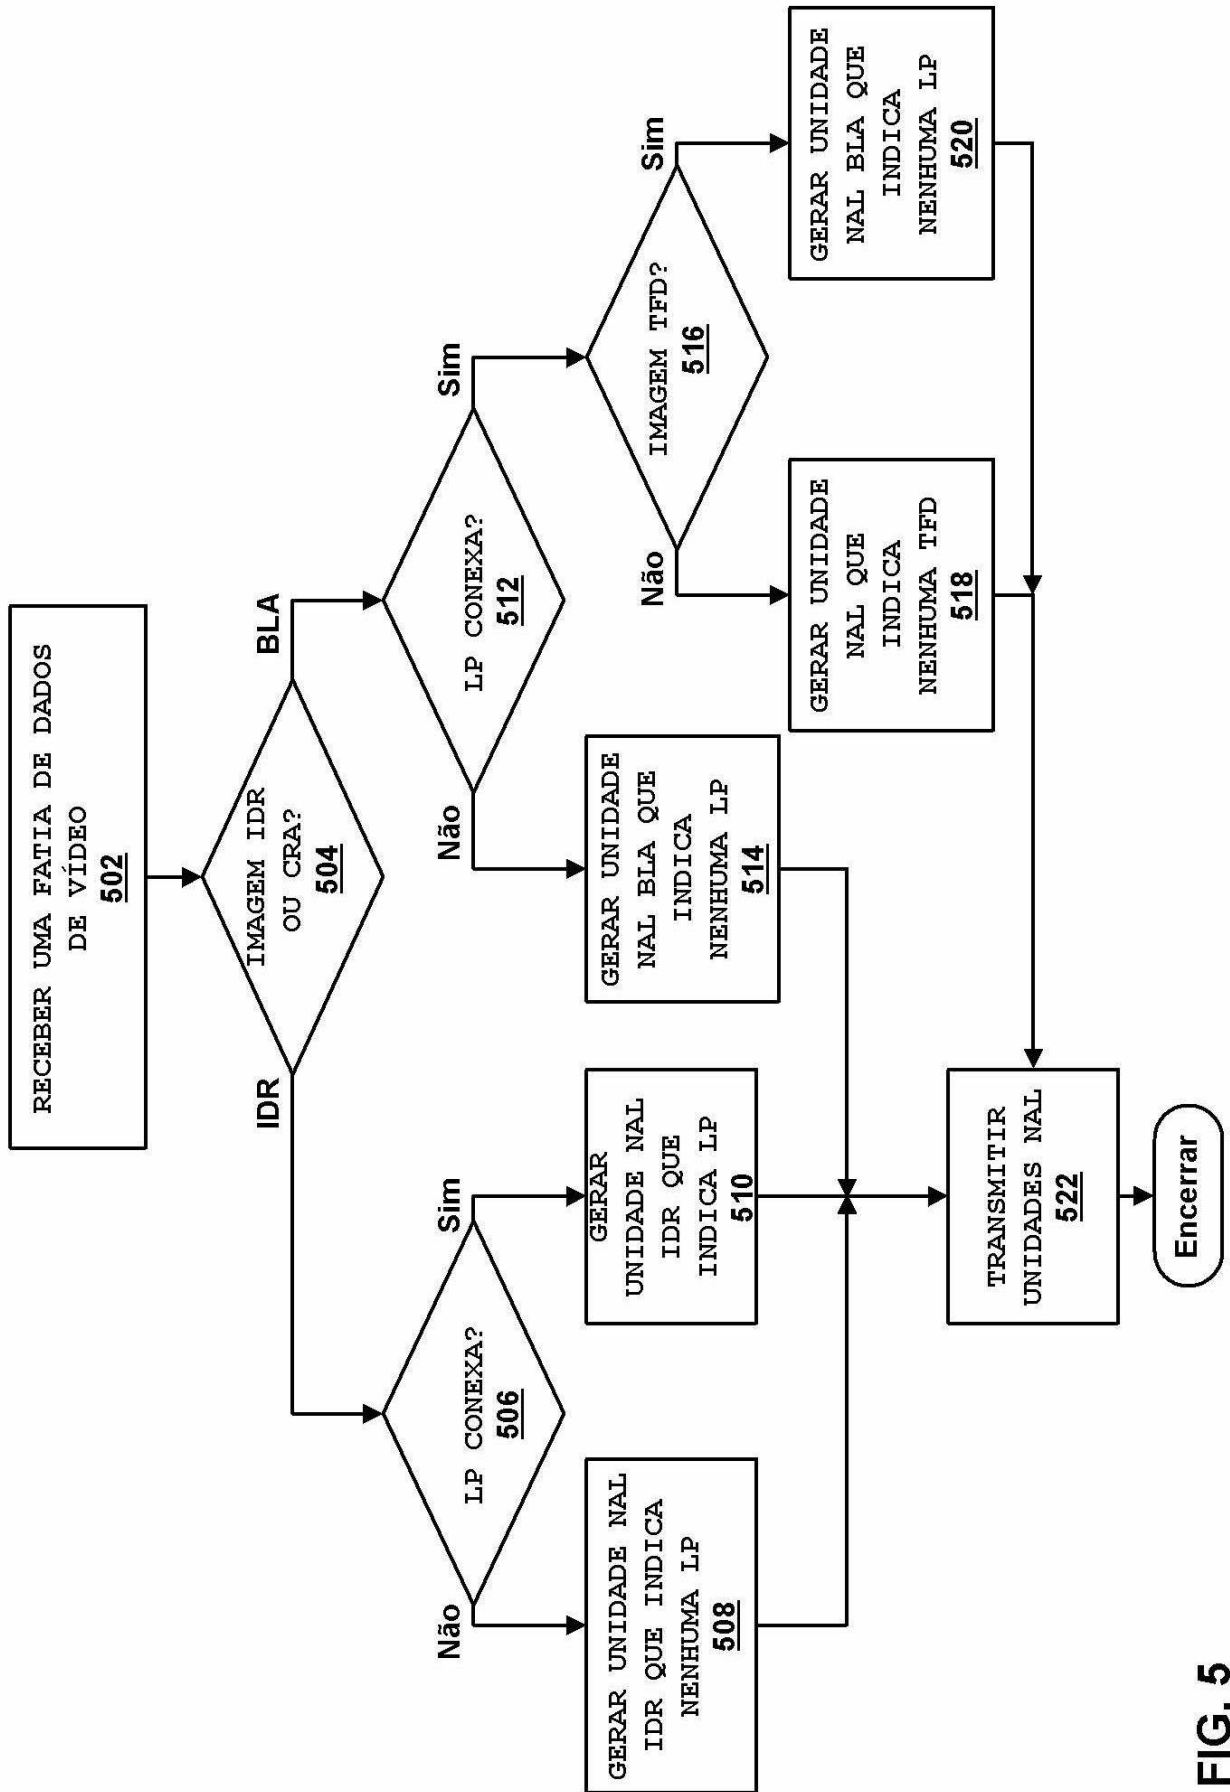 RECEBER UMA FATIA DE DADOS
DE VÍDEO
502
IMAGEM IDR
OU CRA?
504
IDR
BLA
LP CONEXA?
506
Não
Sim
LP CONEXA?
512
Não
Sim
GERAR UNIDADE NAL
IDR QUE INDICA
NENHUMA LP
508
GERAR
UNIDADE NAL
IDR QUE
INDICA LP
510
GERAR UNIDADE
NAL BLA QUE
INDICA
NENHUMA LP
514
IMAGEM TFD?
516
Não
Sim
GERAR UNIDADE
NAL QUE
INDICA
NENHUMA TFD
518
GERAR UNIDADE
NAL BLA QUE
INDICA
NENHUMA LP
520
TRANSMITIR
UNIDADES NAL
522
Encerrar
FIG. 5